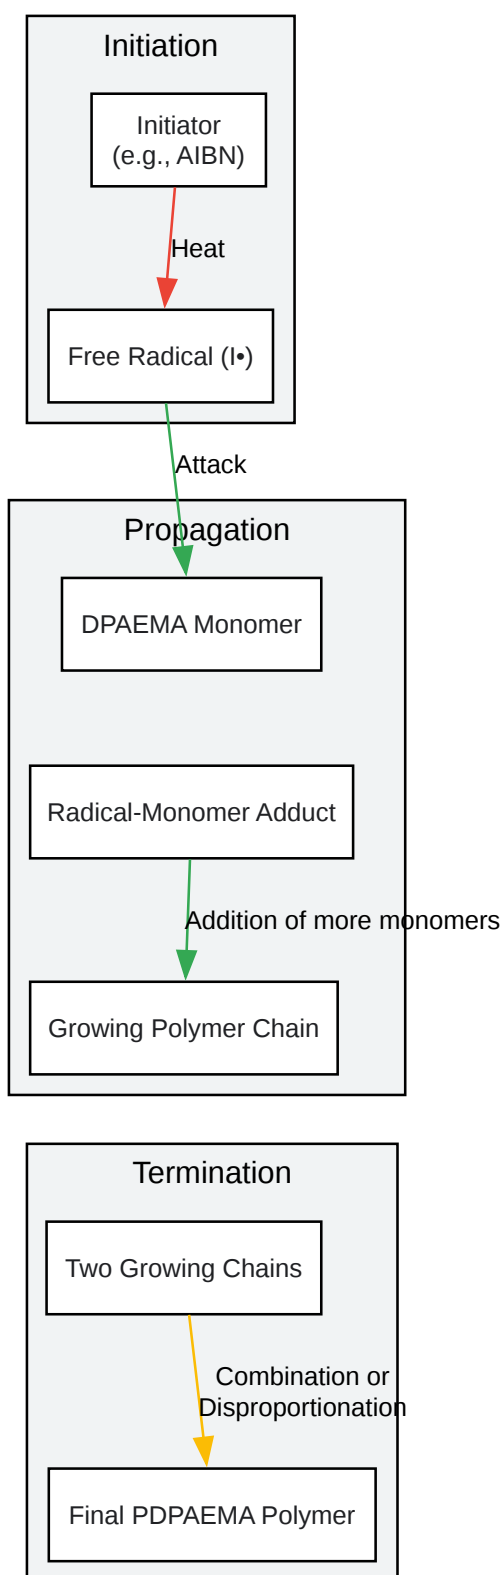 Initiation
Initiator
(e.g., AIBN)
Heat
Free Radical (I•)
Attack
Propagation
DPAEMA Monomer
Radical-Monomer Adduct
Addition of more monomers
Growing Polymer Chain
Termination
Two Growing Chains
Combination or
Disproportionation
Final PDPAEMA Polymer